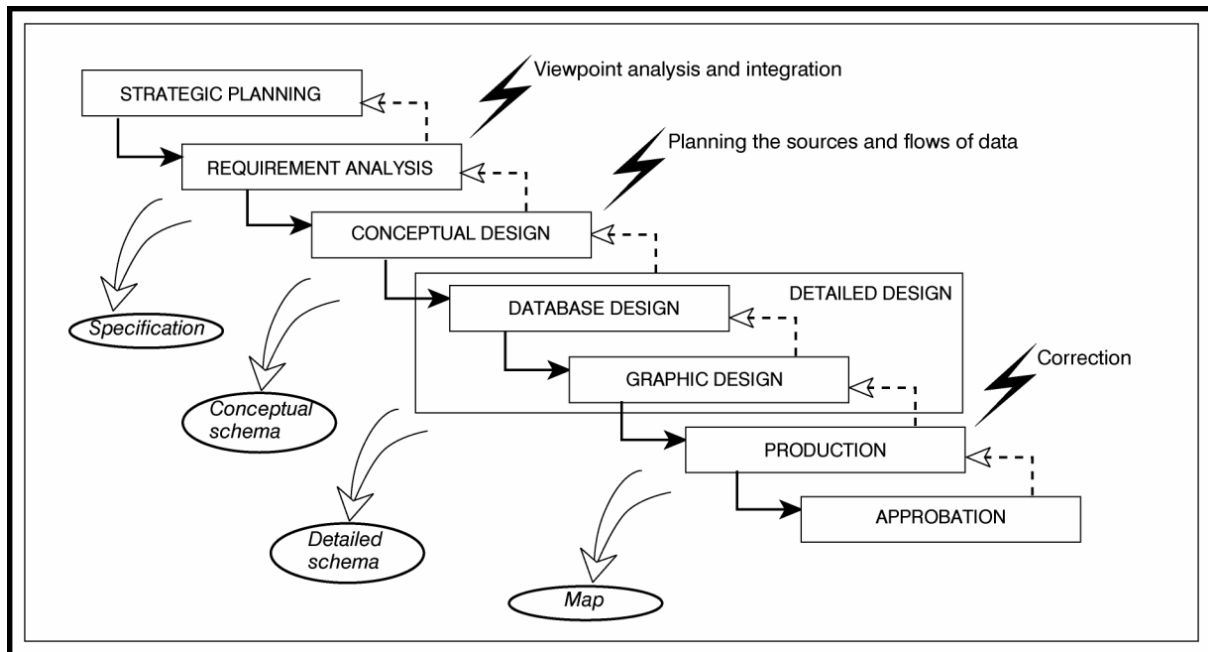 Viewpoint analysis and integration
STRATEGIC PLANNING
Planning the sources and flows of data
REQUIREMENT ANALYSIS
CONCEPTUAL DESIGN
DETAILED DESIGN
DATABASE DESIGN
Specification
Correction
GRAPHIC DESIGN
Conceptual
schema
PRODUCTION
APPROBATION
Detailed
schema
Map